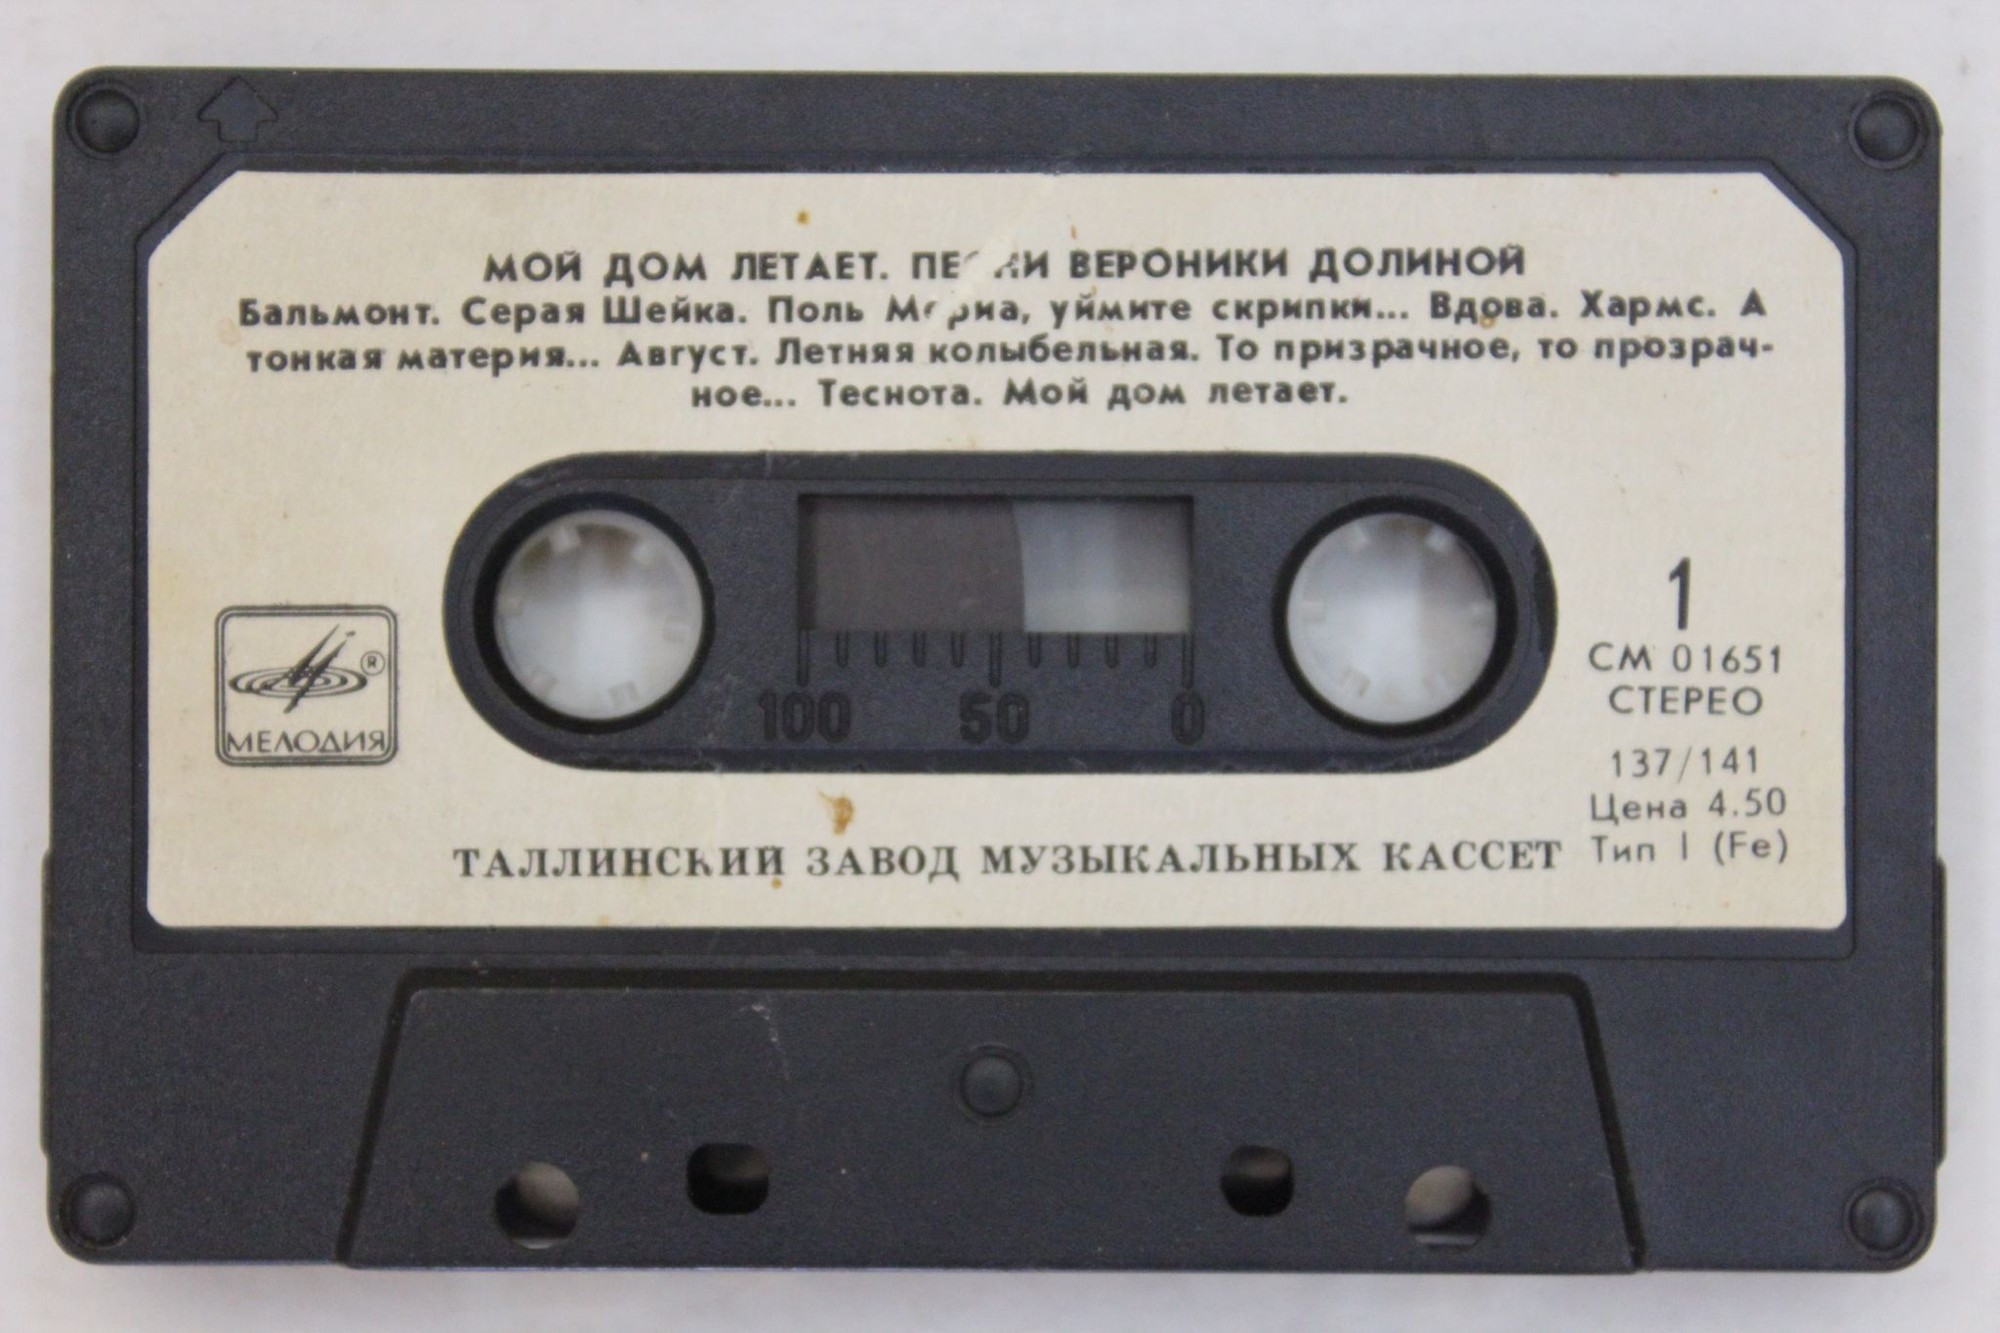 МОЙ ДОМ ЛЕТАЕТ. ПЕСНИ ВЕРОНИКИ ДОЛИНОЙ
Бальмонт. Серая Шейка. Поль Мориа, уймите скрипки... Вдова. Хармс. А
тонкая материя... Август. Летняя колыбельная. То призрачное, то прозрач-
ное... Теснота. Мой дом летает.
1
СМ 01651
СТЕРЕО
МЕЛОДИЯ ®
100 50 0
137/141
Цена 4.50
Тип I (Fe)
ТАЛЛИНСКИЙ ЗАВОД МУЗЫКАЛЬНЫХ КАССЕТ